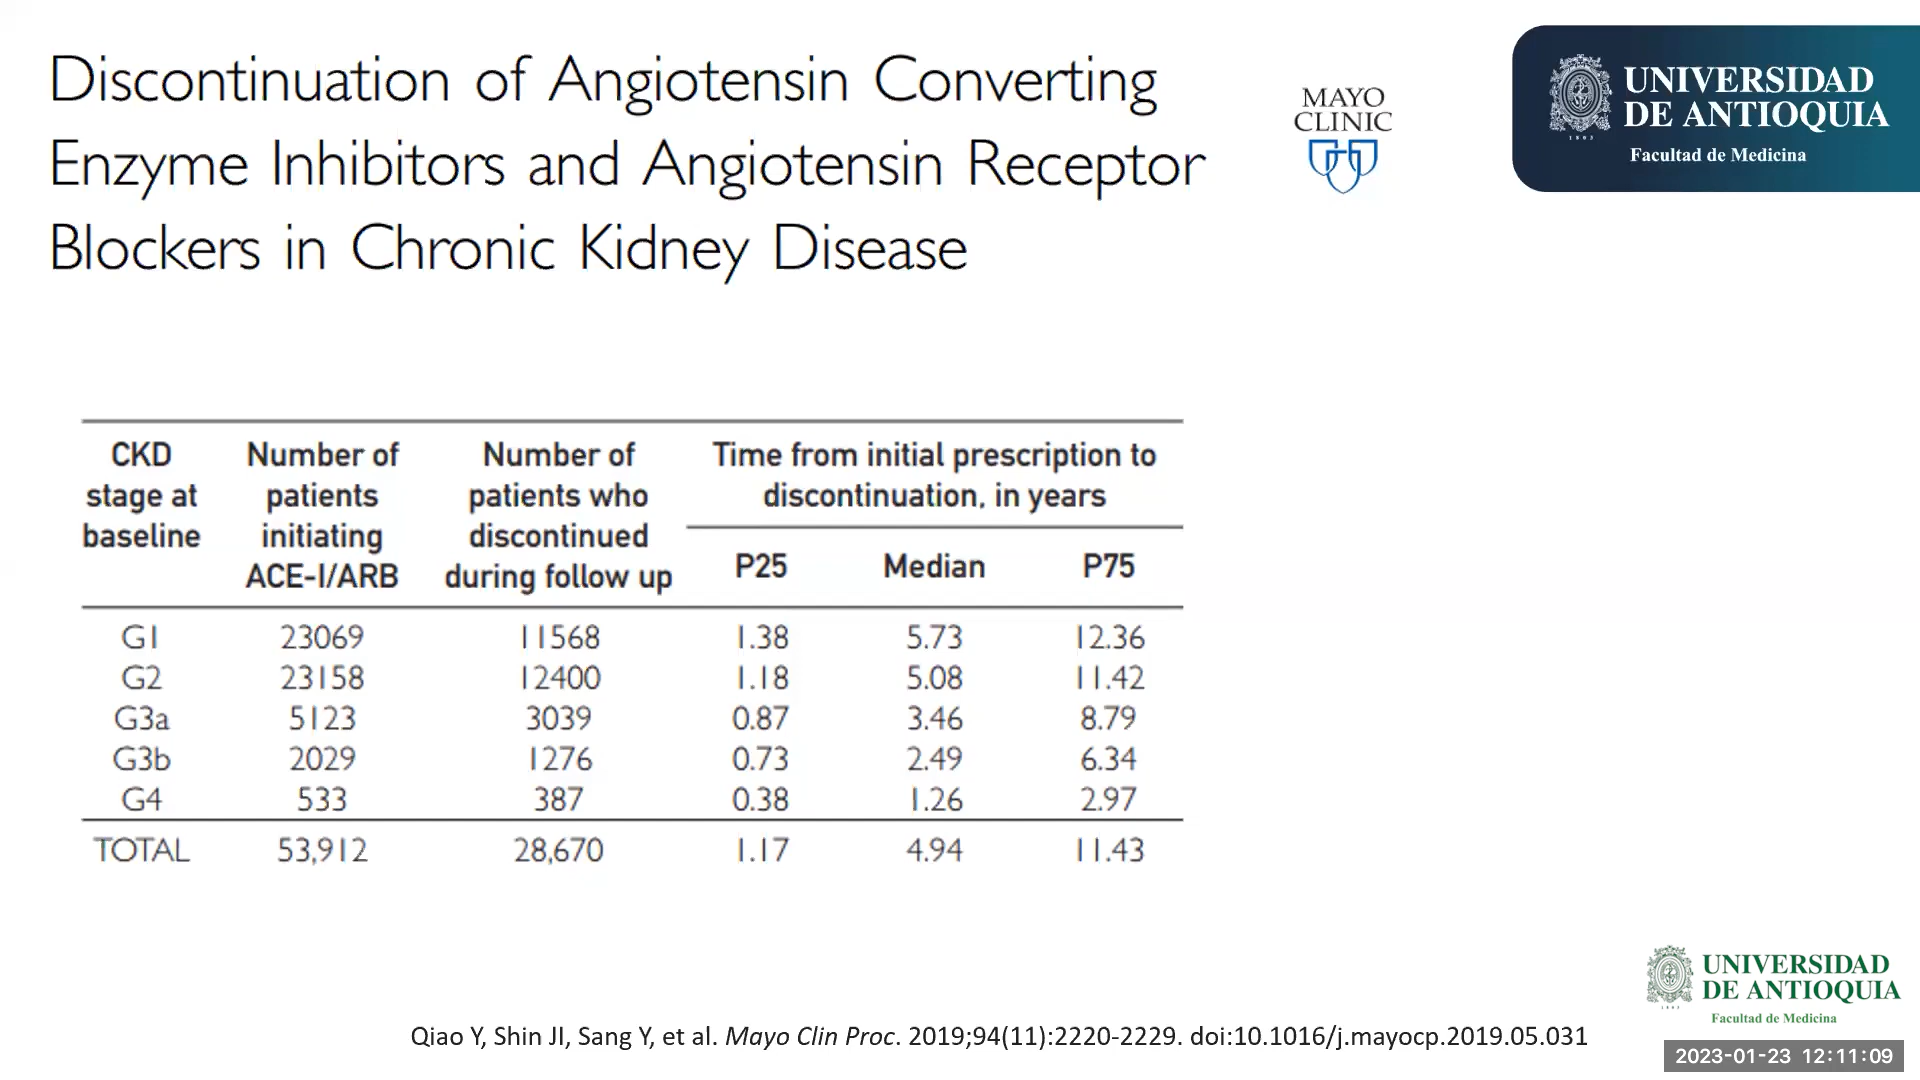 Discontinuation of Angiotensin Converting
Enzyme Inhibitors and Angiotensin Receptor
Blockers in Chronic Kidney Disease
MAYO
CLINIC
UNIVERSIDAD
DE ANTIOQUIA
1803
Facultad de Medicina
CKD stage at baseline Number of patients initiating ACE-I/ARB Number of patients who discontinued during follow up Time from initial prescription to discontinuation, in years
P25 Median P75
G1 23069 11568 1.38 5.73 12.36
G2 23158 12400 1.18 5.08 11.42
G3a 5123 3039 0.87 3.46 8.79
G3b 2029 1276 0.73 2.49 6.34
G4 533 387 0.38 1.26 2.97
TOTAL 53,912 28,670 1.17 4.94 11.43
UNIVERSIDAD
DE ANTIOQUIA
Facultad de Medicina
Qiao Y, Shin JI, Sang Y, et al. Mayo Clin Proc. 2019;94(11):2220-2229. doi:10.1016/j.mayocp.2019.05.031
2023-01-23 12:11:09